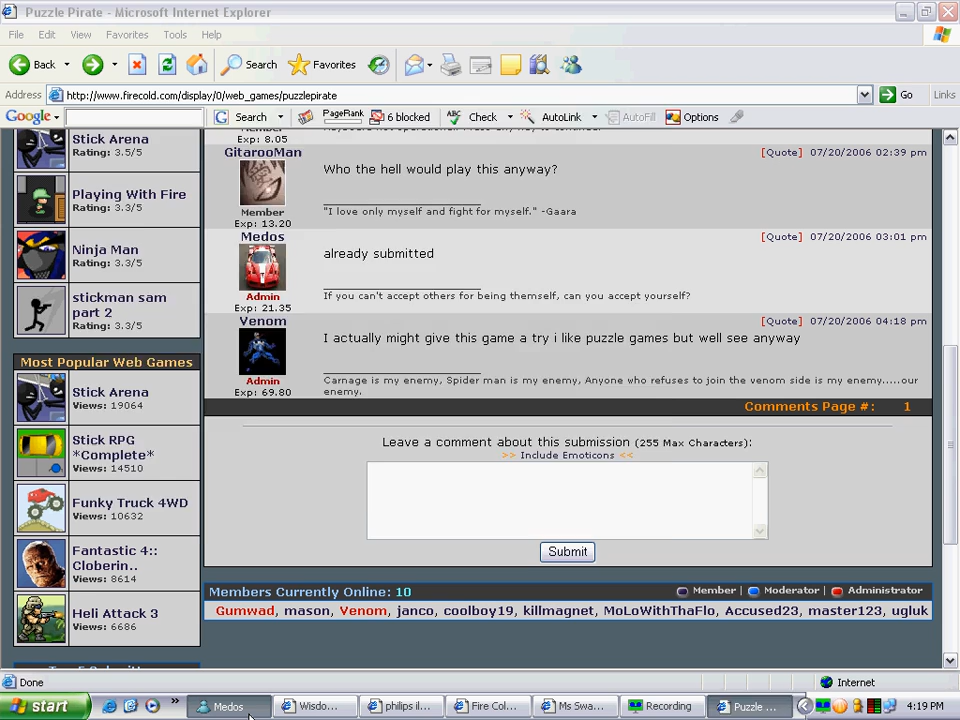 Puzzle Pirate - Microsoft Internet Explorer
File Edit View Favorites Tools Help
Back Search Favorites
Address http://www.firecold.com/display/0/web_games/puzzlepirate Go Links
Google Search PageRank 6 blocked Check AutoLink AutoFill Options
Stick Arena
Rating: 3.5/5
Playing With Fire
Rating: 3.3/5
Ninja Man
Rating: 3.3/5
stickman sam
part 2
Rating: 3.3/5
Most Popular Web Games
Stick Arena
Views: 19064
Stick RPG
*Complete*
Views: 14510
Funky Truck 4WD
Views: 10632
Fantastic 4::
Cloberin..
Views: 8614
Heli Attack 3
Views: 6686
Exp: 8.05
GitarooMan [Quote] 07/20/2006 02:39 pm
Who the hell would play this anyway?
Member
Exp: 13.20
"I love only myself and fight for myself." -Gaara
Medos [Quote] 07/20/2006 03:01 pm
already submitted
Admin
Exp: 21.35
If you can't accept others for being themself, can you accept yourself?
Venom [Quote] 07/20/2006 04:18 pm
I actually might give this game a try i like puzzle games but well see anyway
Admin
Exp: 69.80
Carnage is my enemy, Spider man is my enemy, Anyone who refuses to join the venom side is my enemy.....our
enemy.
Comments Page #: 1
Leave a comment about this submission (255 Max Characters):
>> Include Emoticons <<
Submit
Members Currently Online: 10 Member | Moderator | Administrator
Gumwad, mason, Venom, janco, coolboy19, killmagnet, MoLoWithThaFlo, Accused23, master123, ugluk
Done Internet
start Medos Wisdo... philips il... Fire Col... Ms Swa... Recording Puzzle ... 4:19 PM